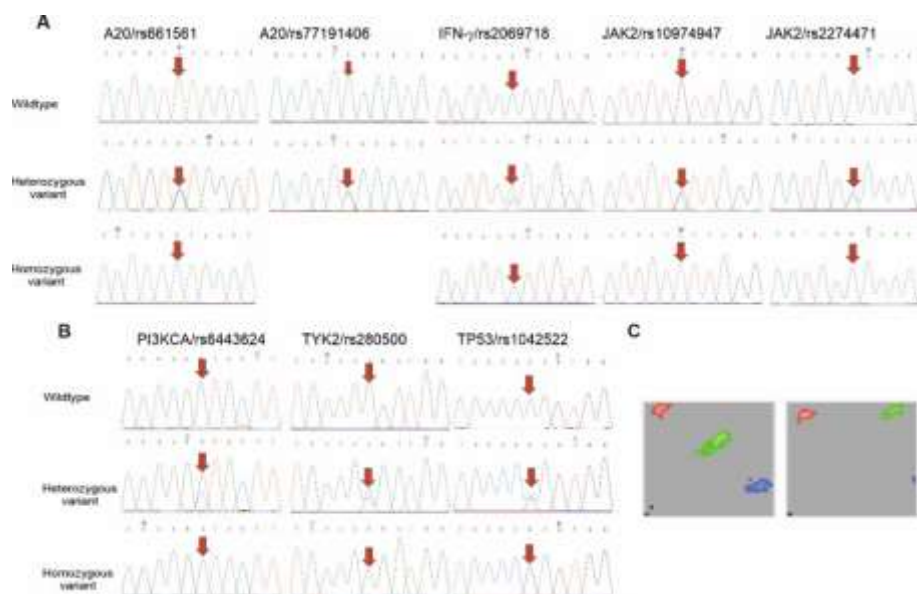 A
A20/rs661561 A20/rs77191406 IFN-γ/rs2069718 JAK2/rs10974947 JAK2/rs2274471
Wildtype
Heterozygous
variant
Homozygous
variant
B
PI3KCA/rs6443624 TYK2/rs280500 TP53/rs1042522
C
Wildtype
Heterozygous
variant
Homozygous
variant